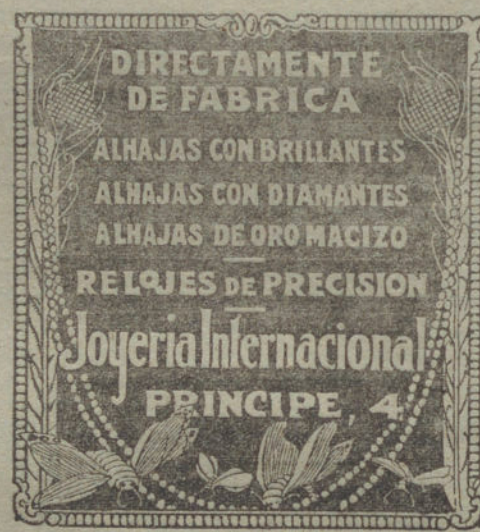 DIRECTAMENTE
DE FABRICA
ALHAJAS CON BRILLANTES
ALHAJAS CON DIAMANTES
ALHAJAS DE ORO MACIZO
RELOJES DE PRECISION
Joyeria Internacional
PRINCIPE, 4